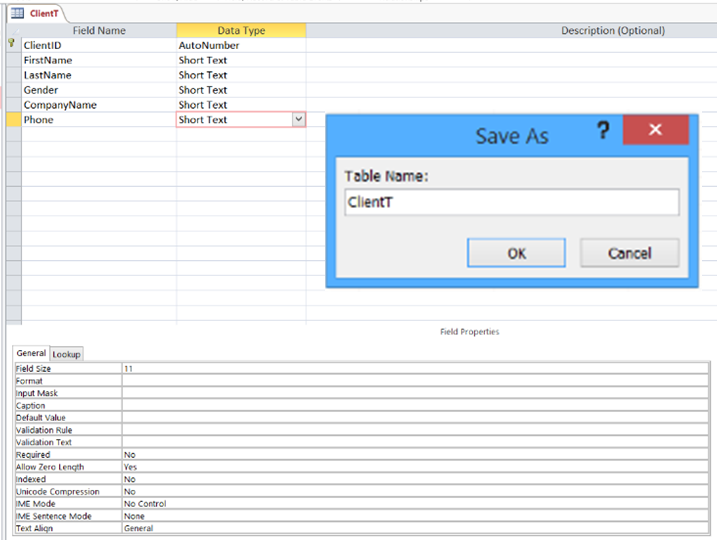 ClientT
Field Name Data Type Description (Optional)
ClientID AutoNumber
FirstName Short Text
LastName Short Text
Gender Short Text
CompanyName Short Text
Phone Short Text
Save As ?
Table Name:
ClientT
OK Cancel
Field Properties
General Lookup
Field Size 11
Format
Input Mask
Caption
Default Value
Validation Rule
Validation Text
Required No
Allow Zero Length Yes
Indexed No
Unicode Compression No
IME Mode No Control
IME Sentence Mode None
Text Align General